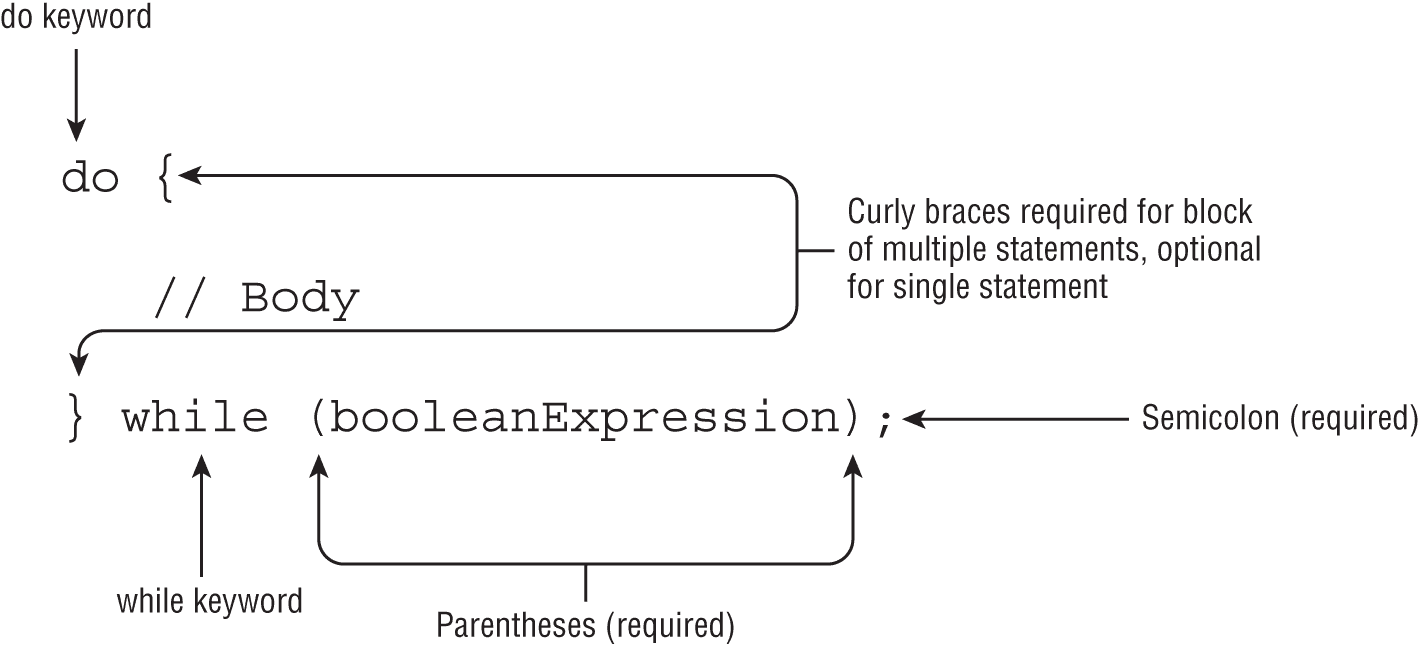 do keyword
do {
Curly braces required for block
of multiple statements, optional
for single statement
// Body
} while (booleanExpression);
Semicolon (required)
while keyword
Parentheses (required)